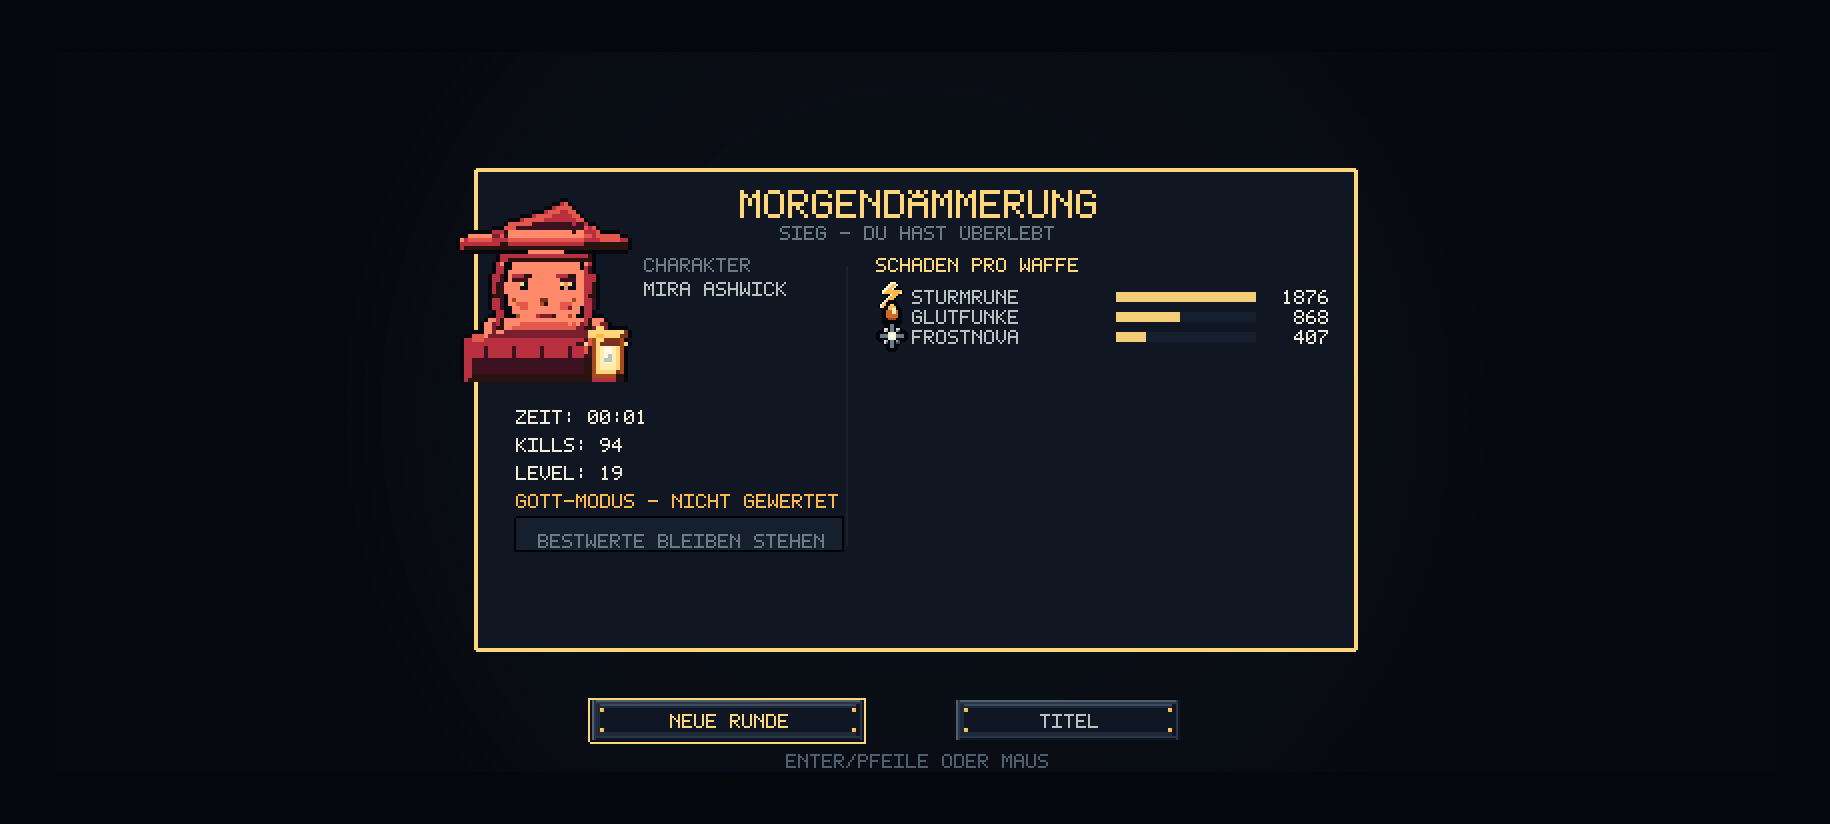 MORGENDÄMMERUNG
SIEG - DU HAST ÜBERLEBT
CHARAKTER
MIRA ASHWICK
ZEIT: 00:01
KILLS: 94
LEVEL: 19
GOTT-MODUS - NICHT GEWERTET
BESTWERTE BLEIBEN STEHEN
SCHADEN PRO WAFFE
STURMRUNE 1876
GLUTFUNKE 868
FROSTNOVA 407
NEUE RUNDE
TITEL
ENTER/PFEILE ODER MAUS